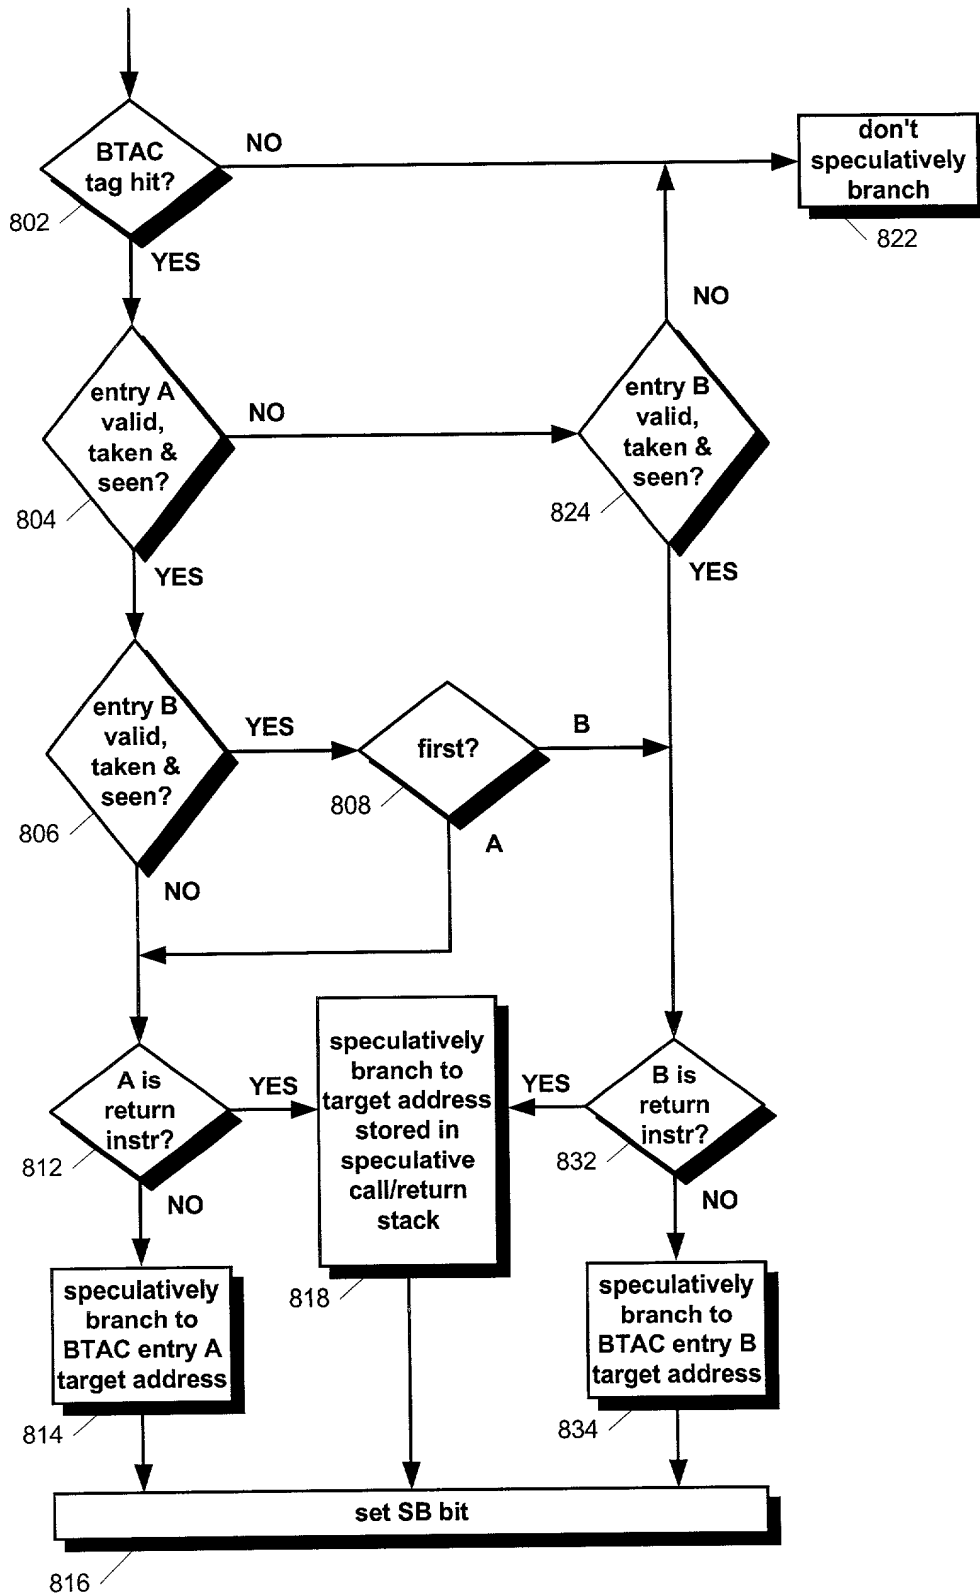 BTAC
tag hit?
NO
don't
speculatively
branch
802
822
YES
NO
entry A
valid,
taken &
seen?
NO
entry B
valid,
taken &
seen?
804
824
YES
YES
entry B
valid,
taken &
seen?
YES
first?
B
806
808
A
NO
speculatively
branch to
target address
stored in
speculative
call/return
stack
A is
return
instr?
YES
YES
B is
return
instr?
812
832
NO
NO
818
speculatively
branch to
BTAC entry A
target address
speculatively
branch to
BTAC entry B
target address
814
834
set SB bit
816